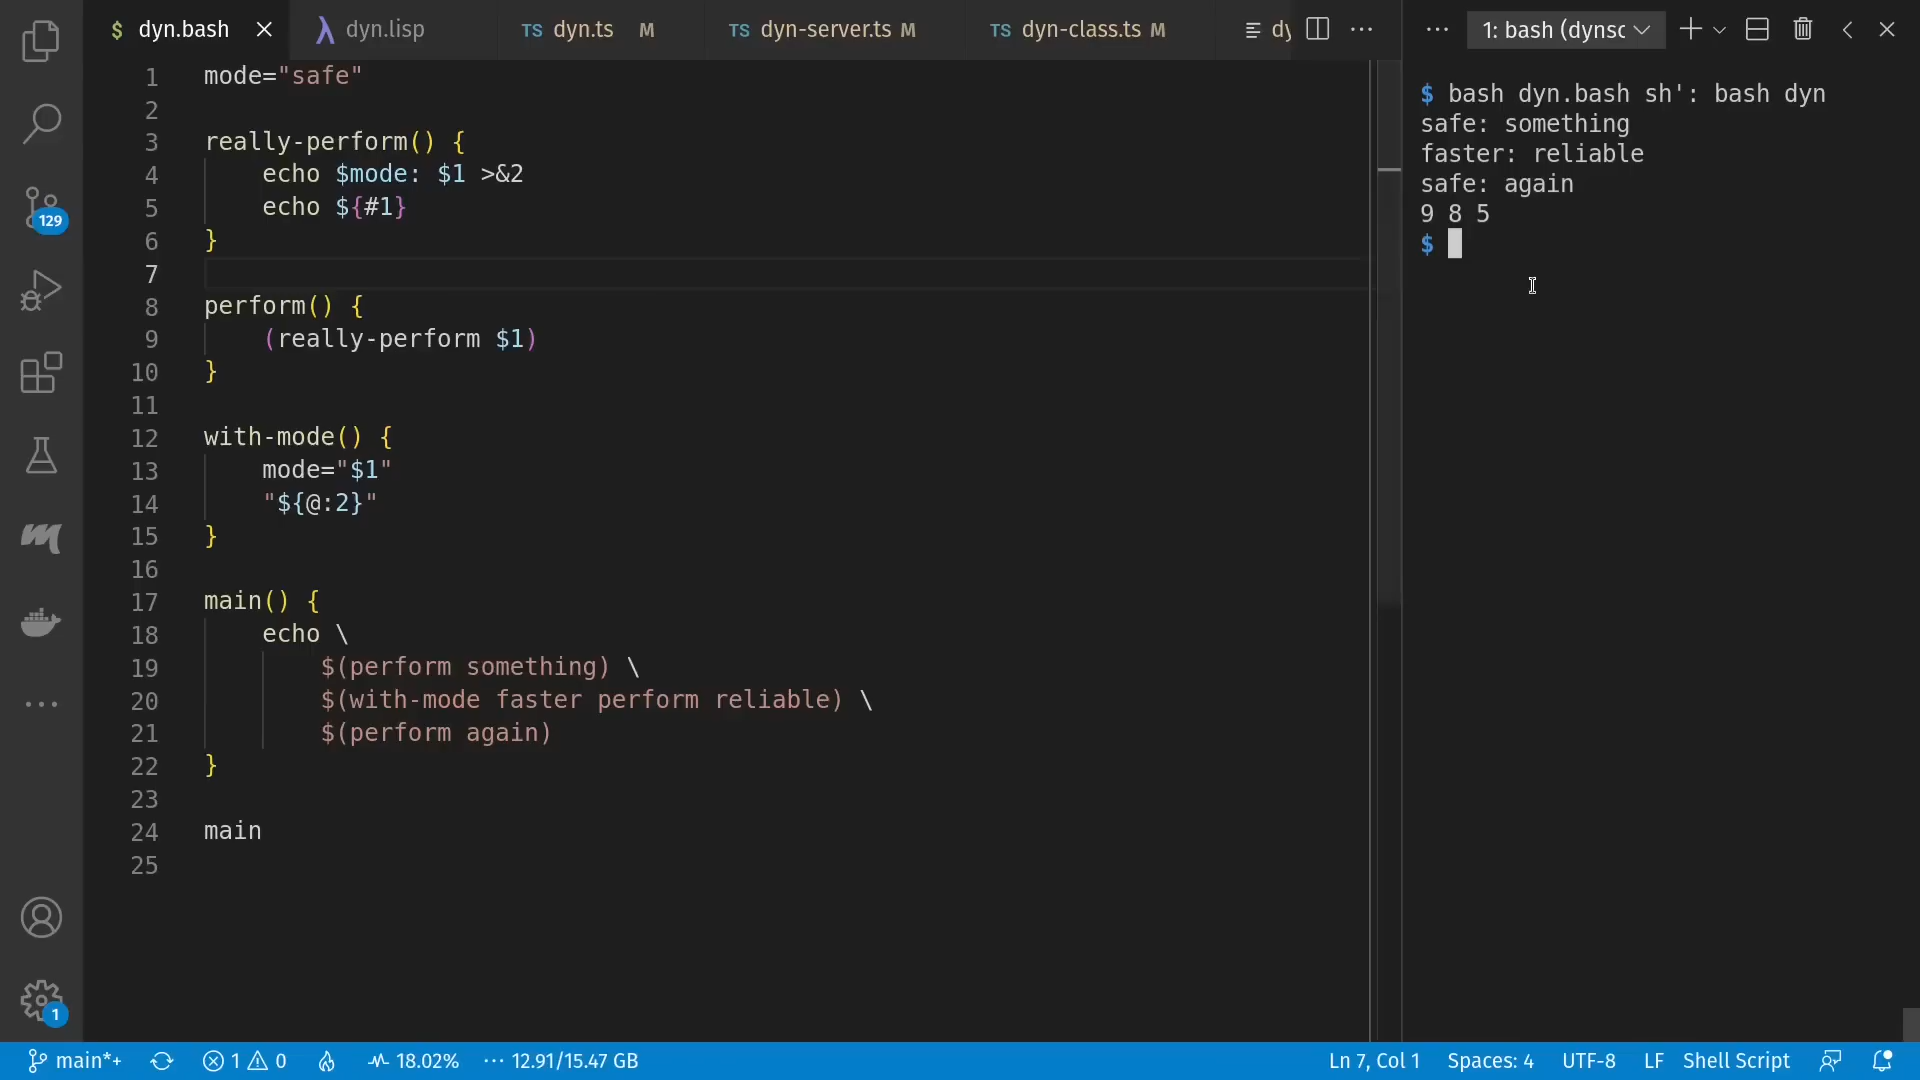 $ dyn.bash
λ dyn.lisp
TS dyn.ts M
TS dyn-server.ts M
TS dyn-class.ts M
dy
1: bash (dynsc
1 mode="safe"
2
3 really-perform() {
4 echo $mode: $1 >&2
5 echo ${#1}
6 }
7
8 perform() {
9 (really-perform $1)
10 }
11
12 with-mode() {
13 mode="$1"
14 "${@:2}"
15 }
16
17 main() {
18 echo \
19 $(perform something) \
20 $(with-mode faster perform reliable) \
21 $(perform again)
22 }
23
24 main
25
$ bash dyn.bash sh': bash dyn
safe: something
faster: reliable
safe: again
9 8 5
$
129
1
main*+
1 0
18.02%
12.91/15.47 GB
Ln 7, Col 1
Spaces: 4
UTF-8
LF
Shell Script